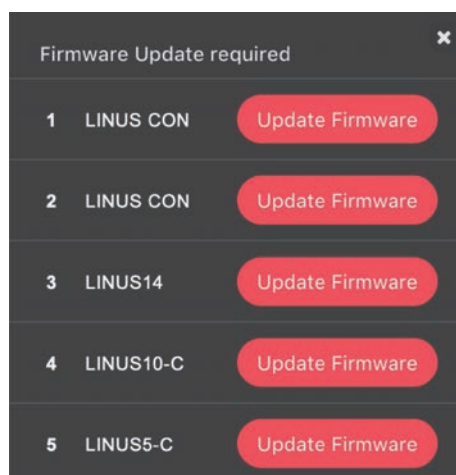 Firmware Update required
1 LINUS CON Update Firmware
2 LINUS CON Update Firmware
3 LINUS14 Update Firmware
4 LINUS10-C Update Firmware
5 LINUS5-C Update Firmware